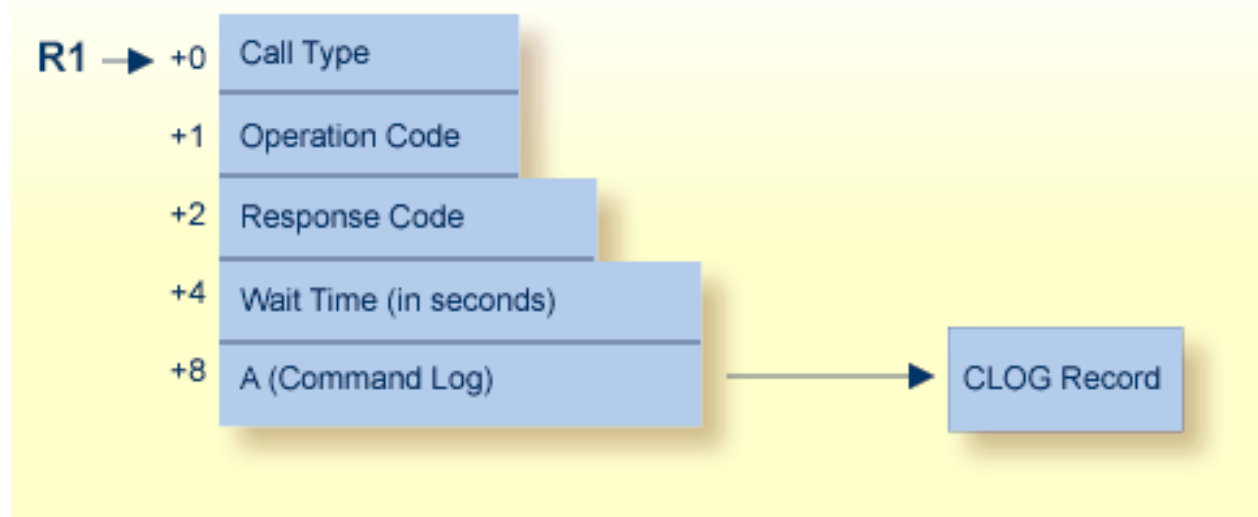 R1 +0 Call Type
+1 Operation Code
+2 Response Code
+4 Wait Time (in seconds)
+8 A (Command Log) CLOG Record